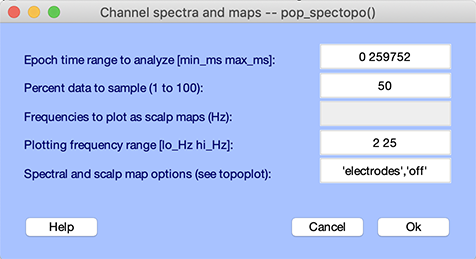 Channel spectra and maps -- pop_spectopo()
Epoch time range to analyze [min_ms max_ms]: 0 259752
Percent data to sample (1 to 100): 50
Frequencies to plot as scalp maps (Hz):
Plotting frequency range [lo_Hz hi_Hz]: 2 25
Spectral and scalp map options (see topoplot): 'electrodes','off'
Help Cancel Ok